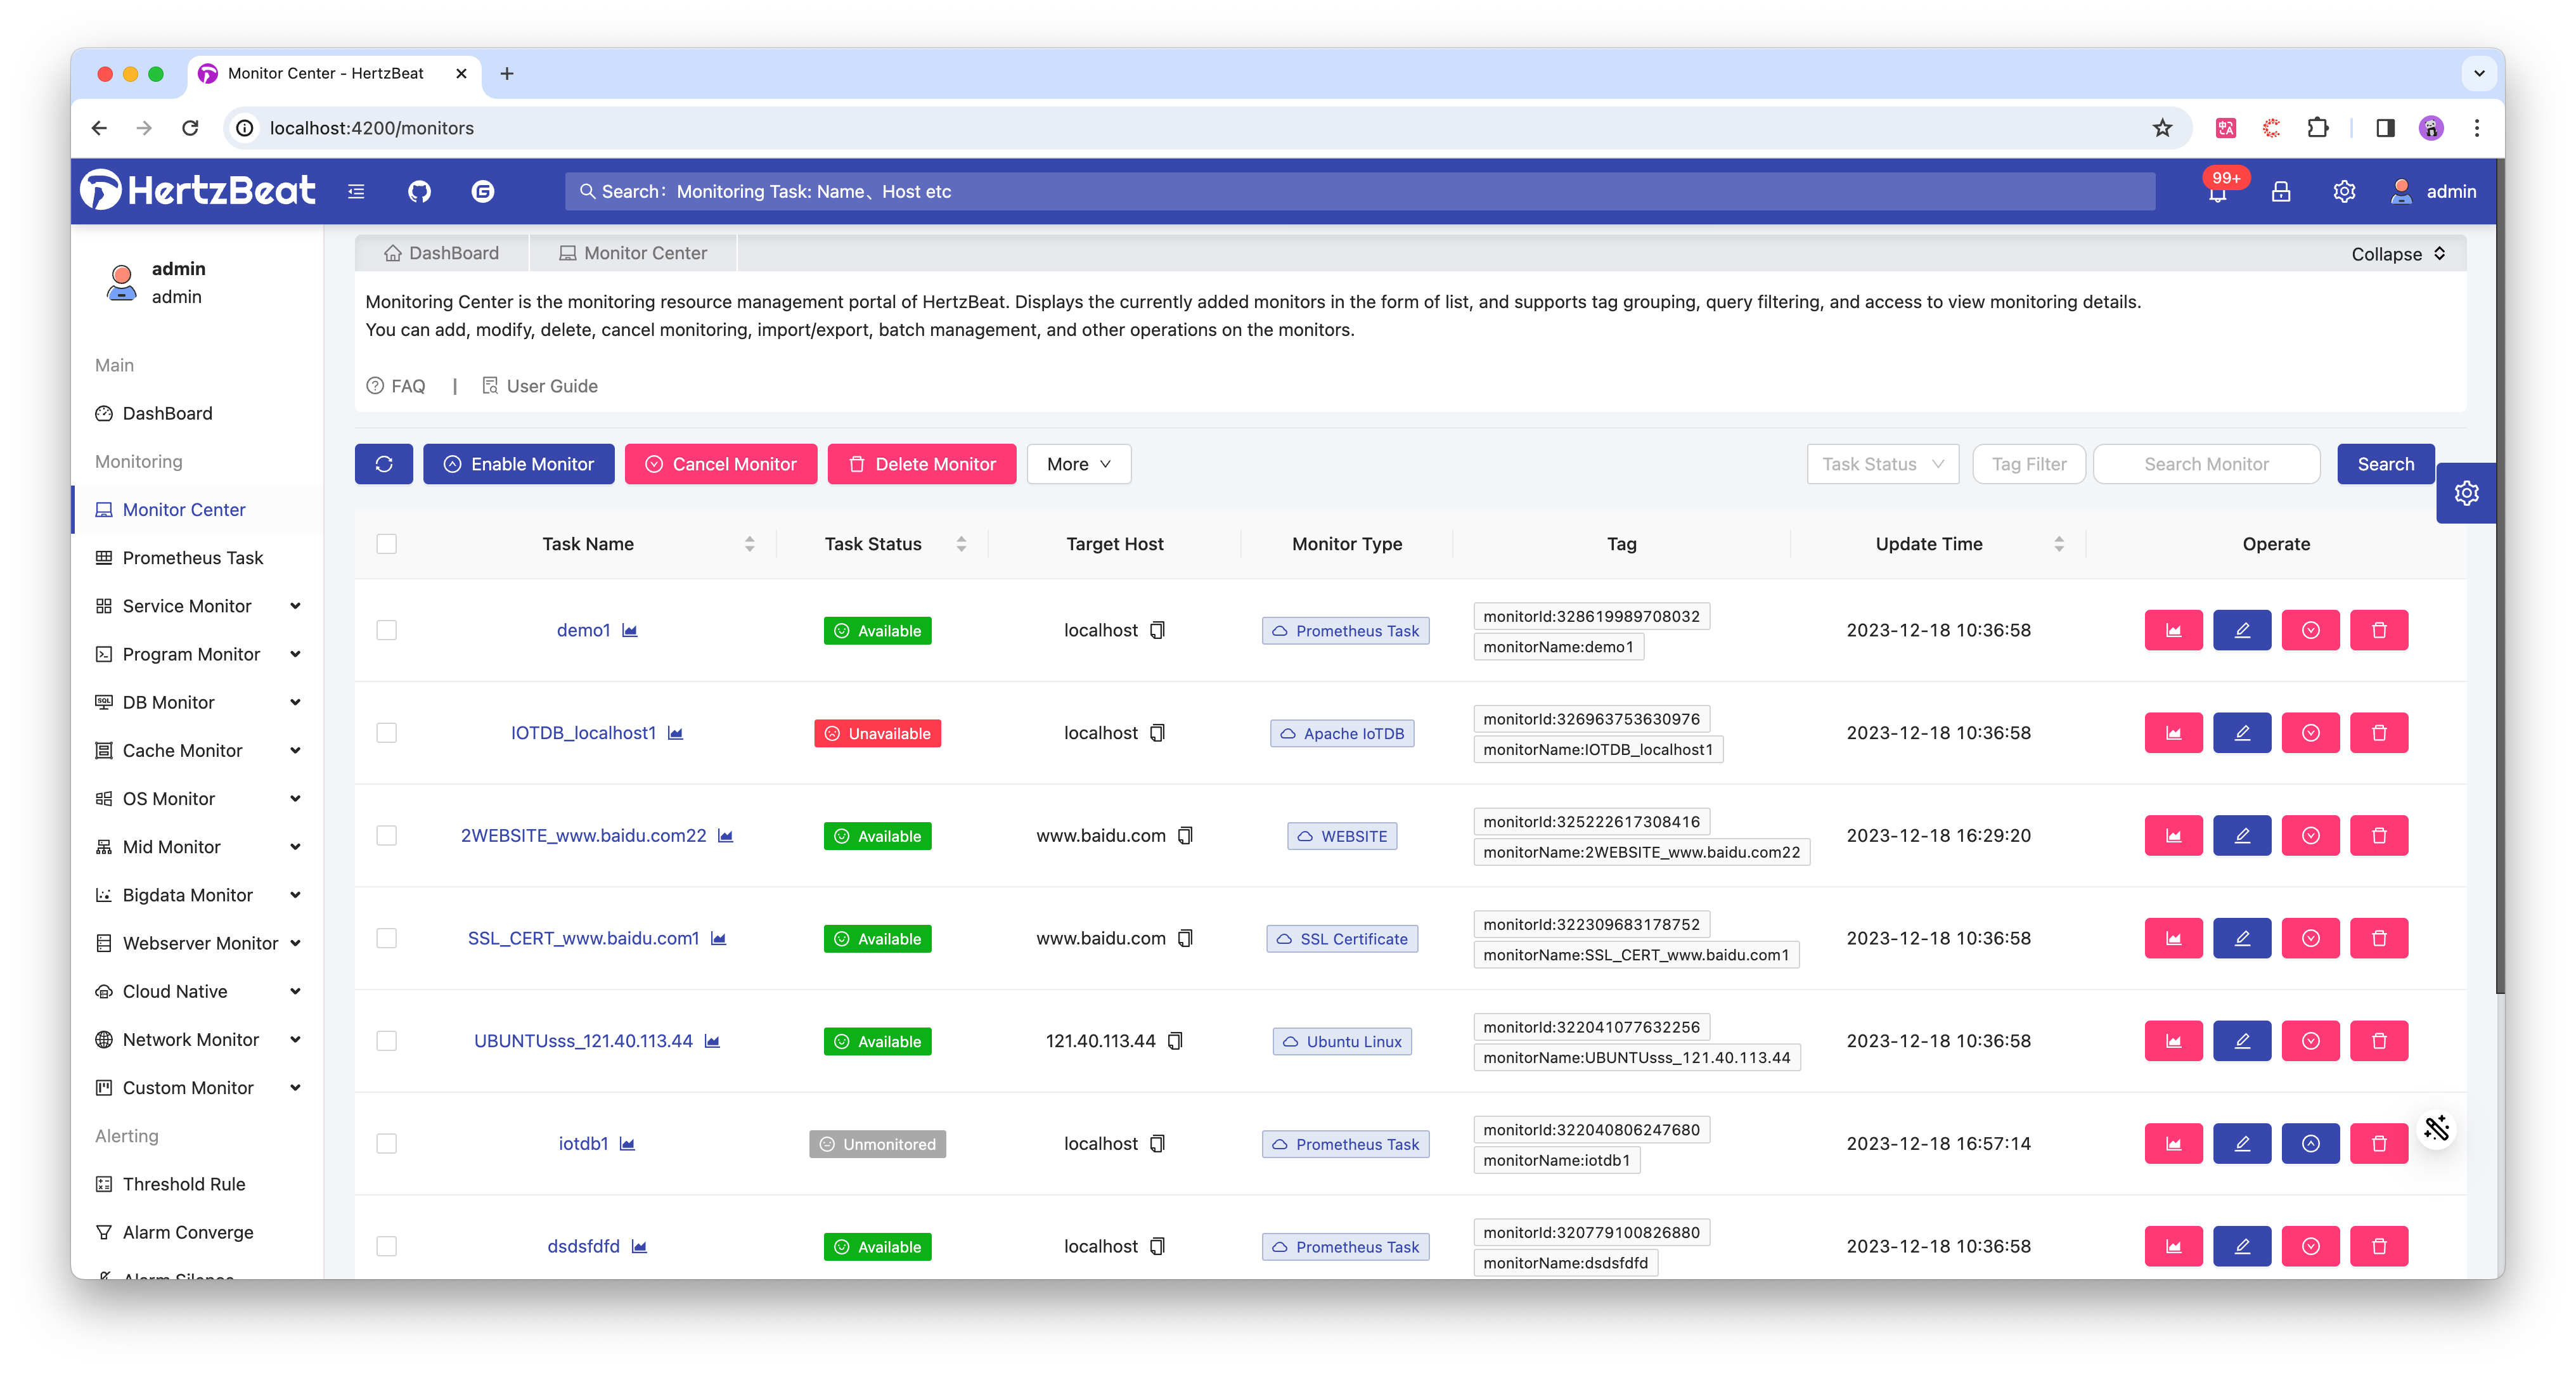 Monitor Center - HertzBeat
localhost:4200/monitors
HertzBeat
Search： Monitoring Task: Name、Host etc
99+
admin
admin
admin
Main
DashBoard
Monitoring
Monitor Center
Prometheus Task
Service Monitor
Program Monitor
DB Monitor
Cache Monitor
OS Monitor
Mid Monitor
Bigdata Monitor
Webserver Monitor
Cloud Native
Network Monitor
Custom Monitor
Alerting
Threshold Rule
Alarm Converge
Alarm Silence
DashBoard
Monitor Center
Collapse
Monitoring Center is the monitoring resource management portal of HertzBeat. Displays the currently added monitors in the form of list, and supports tag grouping, query filtering, and access to view monitoring details.
You can add, modify, delete, cancel monitoring, import/export, batch management, and other operations on the monitors.
FAQ | User Guide
Enable Monitor Cancel Monitor Delete Monitor More Task Status Tag Filter Search Monitor Search
Task Name Task Status Target Host Monitor Type Tag Update Time Operate
demo1 Available localhost Prometheus Task monitorId:328619989708032 2023-12-18 10:36:58
monitorName:demo1
IOTDB_localhost1 Unavailable localhost Apache IoTDB monitorId:326963753630976 2023-12-18 10:36:58
monitorName:IOTDB_localhost1
2WEBSITE_www.baidu.com22 Available www.baidu.com WEBSITE monitorId:325222617308416 2023-12-18 16:29:20
monitorName:2WEBSITE_www.baidu.com22
SSL_CERT_www.baidu.com1 Available www.baidu.com SSL Certificate monitorId:322309683178752 2023-12-18 10:36:58
monitorName:SSL_CERT_www.baidu.com1
UBUNTUsss_121.40.113.44 Available 121.40.113.44 Ubuntu Linux monitorId:322041077632256 2023-12-18 10:36:58
monitorName:UBUNTUsss_121.40.113.44
iotdb1 Unmonitored localhost Prometheus Task monitorId:322040806247680 2023-12-18 16:57:14
monitorName:iotdb1
dsdsfdfd Available localhost Prometheus Task monitorId:320779100826880 2023-12-18 10:36:58
monitorName:dsdsfdfd